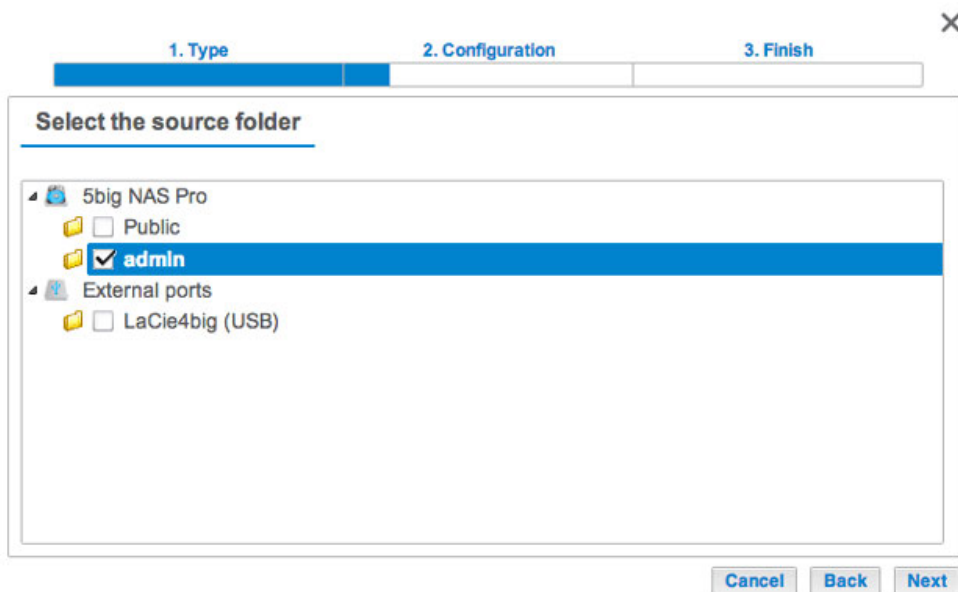 1. Type 2. Configuration 3. Finish
Select the source folder
5big NAS Pro
Public
admin
External ports
LaCie4big (USB)
Cancel Back Next